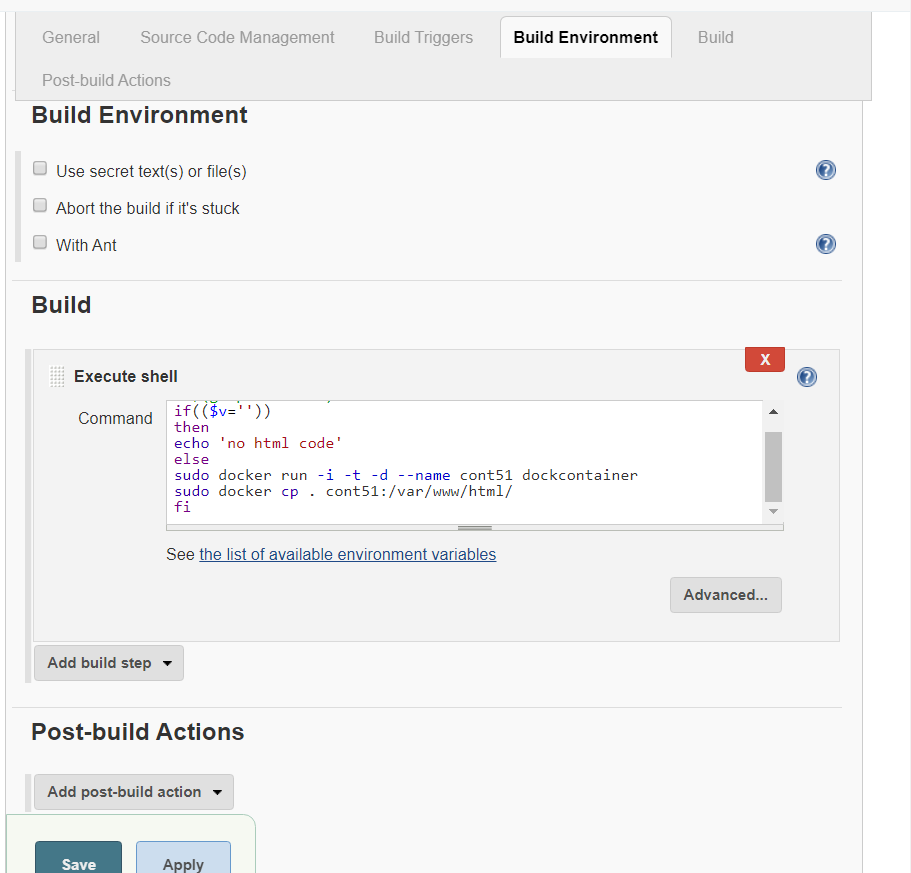 General Source Code Management Build Triggers Build Environment Build
Post-build Actions
Build Environment
Use secret text(s) or file(s)
Abort the build if it's stuck
With Ant
Build
X
Execute shell
Command
if(($v=''))
then
echo 'no html code'
else
sudo docker run -i -t -d --name cont51 dockcontainer
sudo docker cp . cont51:/var/www/html/
fi
See the list of available environment variables
Advanced...
Add build step
Post-build Actions
Add post-build action
Save Apply